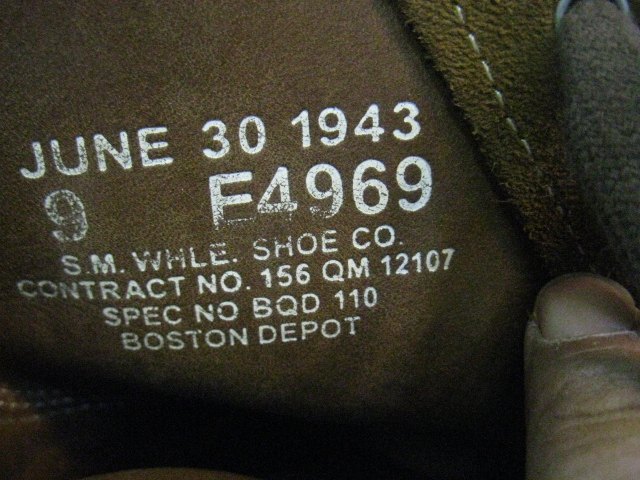 JUNE 30 1943
9 E4969
S.M. WHLE. SHOE CO.
CONTRACT NO. 156 QM 12107
SPEC NO BQD 110
BOSTON DEPOT